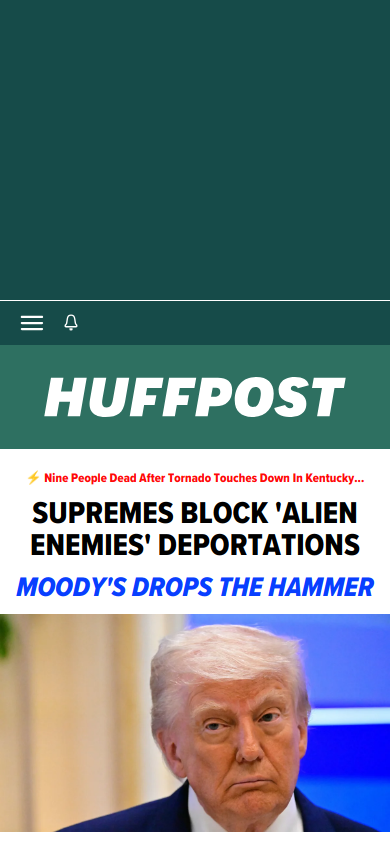 HUFFPOST
⚡ Nine People Dead After Tornado Touches Down In Kentucky...
SUPREMES BLOCK 'ALIEN
ENEMIES' DEPORTATIONS
MOODY'S DROPS THE HAMMER